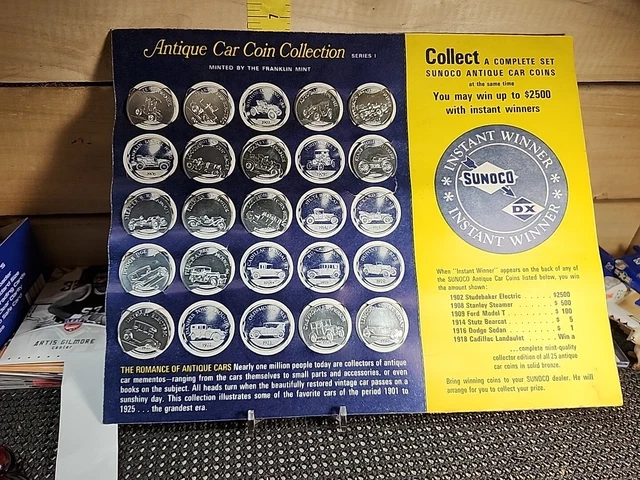 7
Antique Car Coin Collection SERIES I
MINTED BY THE FRANKLIN MINT
THE ROMANCE OF ANTIQUE CARS Nearly one million people today are collectors of antique
car mementos—ranging from the cars themselves to small parts and accessories, or even
books on the subject. All heads turn when the beautifully restored vintage car passes on a
sunshiny day. This collection illustrates some of the favorite cars of the period 1901 to
1925 . . . the grandest era.
Collect A COMPLETE SET
SUNOCO ANTIQUE CAR COINS
at the same time
You may win up to $2500
with instant winners
INSTANT WINNER
SUNOCO
DX
INSTANT WINNER
When "Instant Winner" appears on the back of any of
the SUNOCO Antique Car Coins listed below, you win
the amount shown:
1902 Studebaker Electric . . . . . . $2500
1908 Stanley Steamer . . . . . . $ 500
1909 Ford Model T . . . . . . $ 100
1914 Stutz Bearcat . . . . . . $ 5
1916 Dodge Sedan . . . . . . $ 1
1918 Cadillac Landaulet . . . . . Win a
...complete mint-quality
collector edition of all 25 antique
car coins in solid bronze.
Bring winning coins to your SUNOCO dealer. He will
arrange for you to collect your prize.
ARTIS GILMORE
center